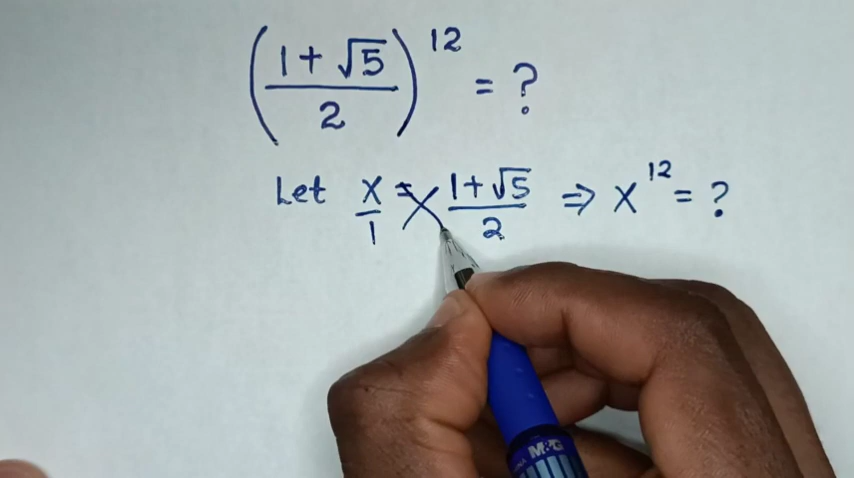 (1 + √5 / 2)^12 = ?
Let x/1 = 1 + √5 / 2 ⇒ x^12 = ?
M&G